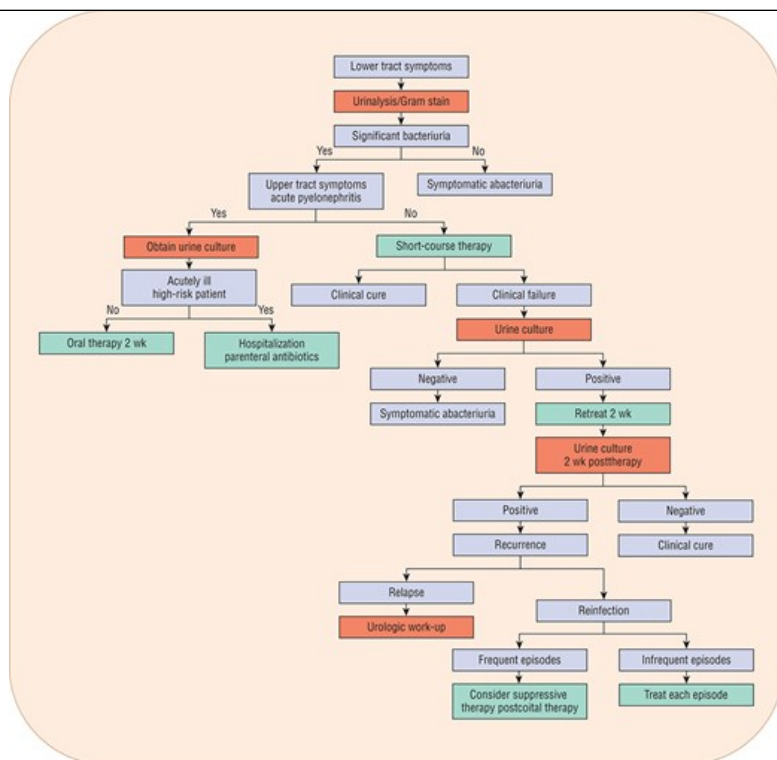 Lower tract symptoms
Urinalysis/Gram stain
Significant bacteriuria
Yes
No
Upper tract symptoms
acute pyelonephritis
Symptomatic abacteriuria
Yes
No
Obtain urine culture
Short-course therapy
Acutely ill
high-risk patient
Clinical cure
Clinical failure
No
Yes
Oral therapy 2 wk
Hospitalization
parenteral antibiotics
Urine culture
Negative
Positive
Symptomatic abacteriuria
Retreat 2 wk
Urine culture
2 wk posttherapy
Positive
Negative
Recurrence
Clinical cure
Relapse
Reinfection
Urologic work-up
Frequent episodes
Infrequent episodes
Consider suppressive
therapy postcoital therapy
Treat each episode